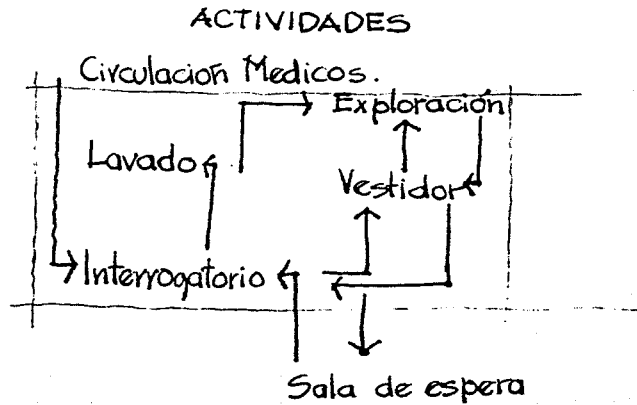 ACTIVIDADES
Circulacion Medicos.
Exploración
Lavado
Vestidor
Interrogatorio
Sala de espera